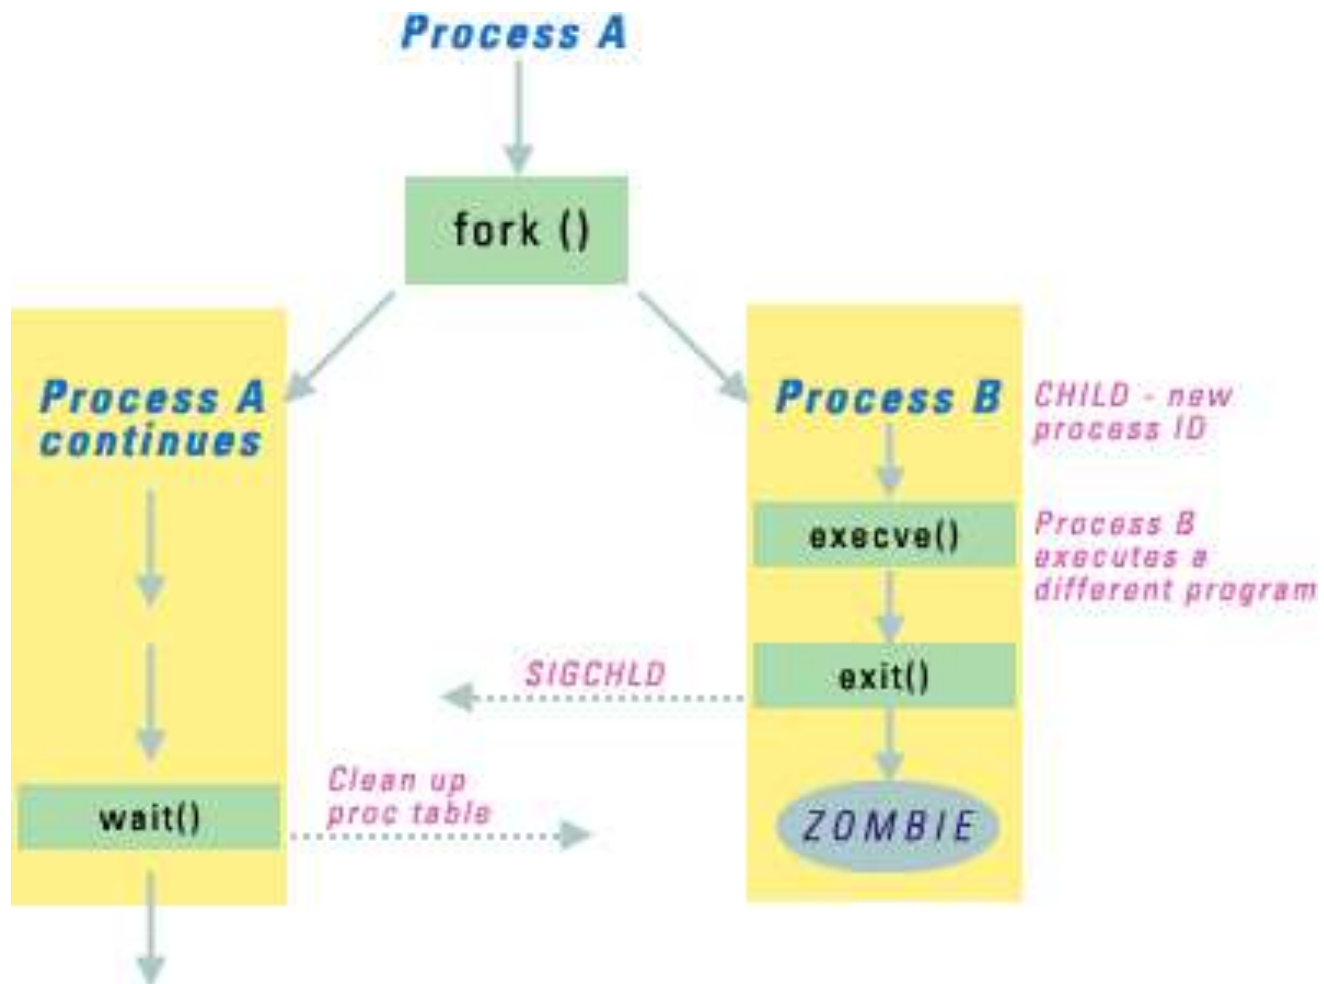 Process A
fork ()
Process A
continues
Process B
CHILD - new
process ID
execve()
Process B
executes a
different program
SIGCHLD
exit()
Clean up
proc table
wait()
ZOMBIE